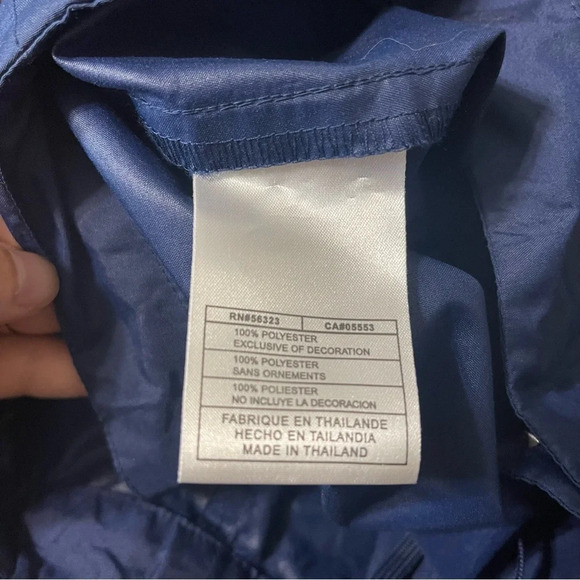 RN#56323 CA#05553
100% POLYESTER
EXCLUSIVE OF DECORATION
100% POLYESTER
SANS ORNEMENTS
100% POLIESTER
NO INCLUYE LA DECORACION
FABRIQUE EN THAILANDE
HECHO EN TAILANDIA
MADE IN THAILAND